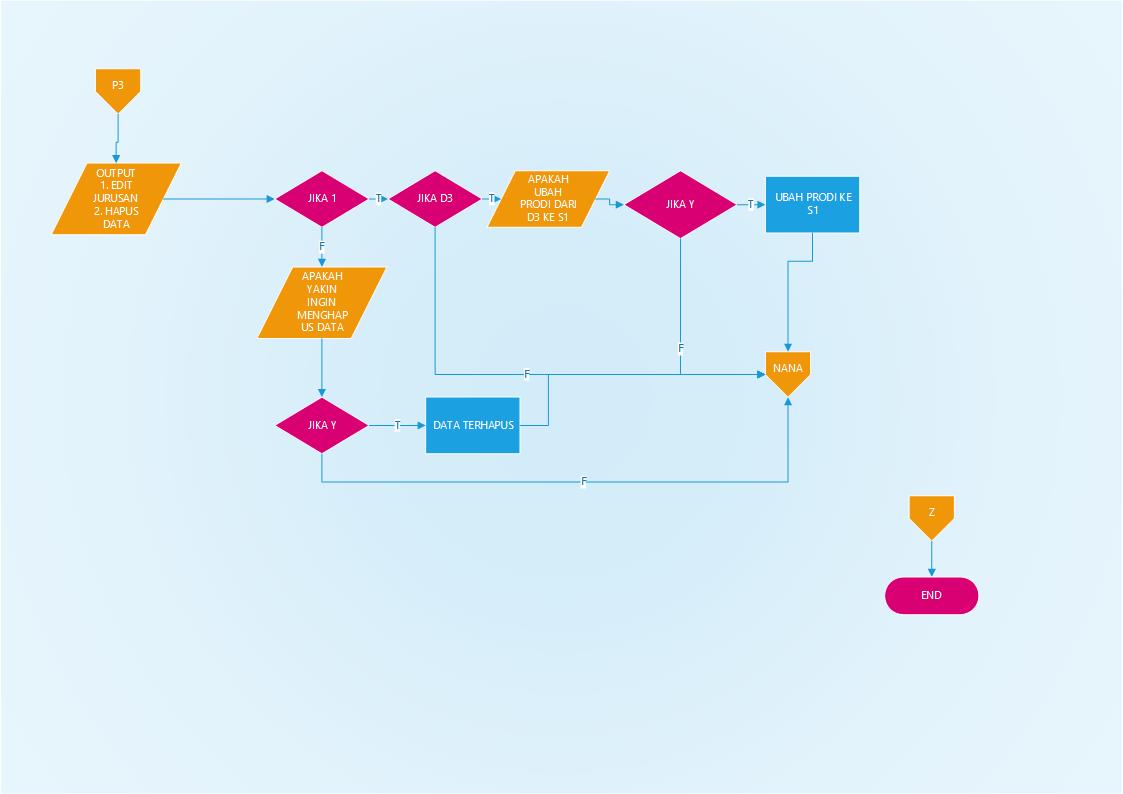 P3
OUTPUT
1. EDIT
JURUSAN
2. HAPUS
DATA
JIKA 1
T
JIKA D3
T
APAKAH
UBAH
PRODI DARI
D3 KE S1
JIKA Y
T
UBAH PRODI KE
S1
F
APAKAH
YAKIN
INGIN
MENGHAP
US DATA
F
F
NANA
JIKA Y
T
DATA TERHAPUS
F
Z
END